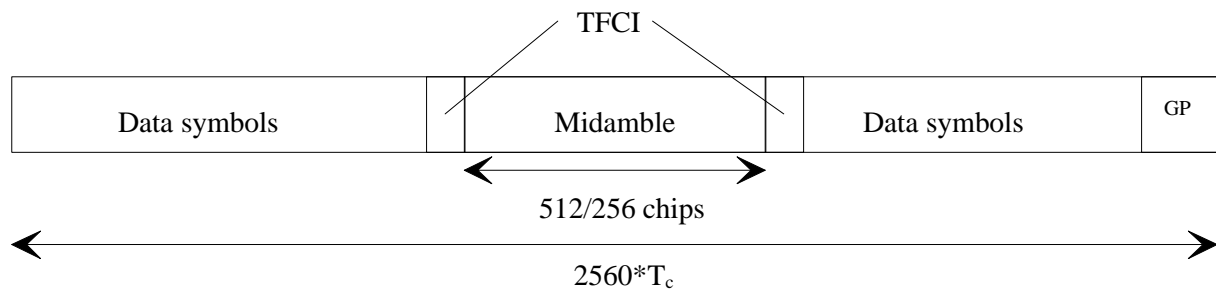 TFCI
Data symbols
Midamble
Data symbols
GP
512/256 chips
2560*Tc